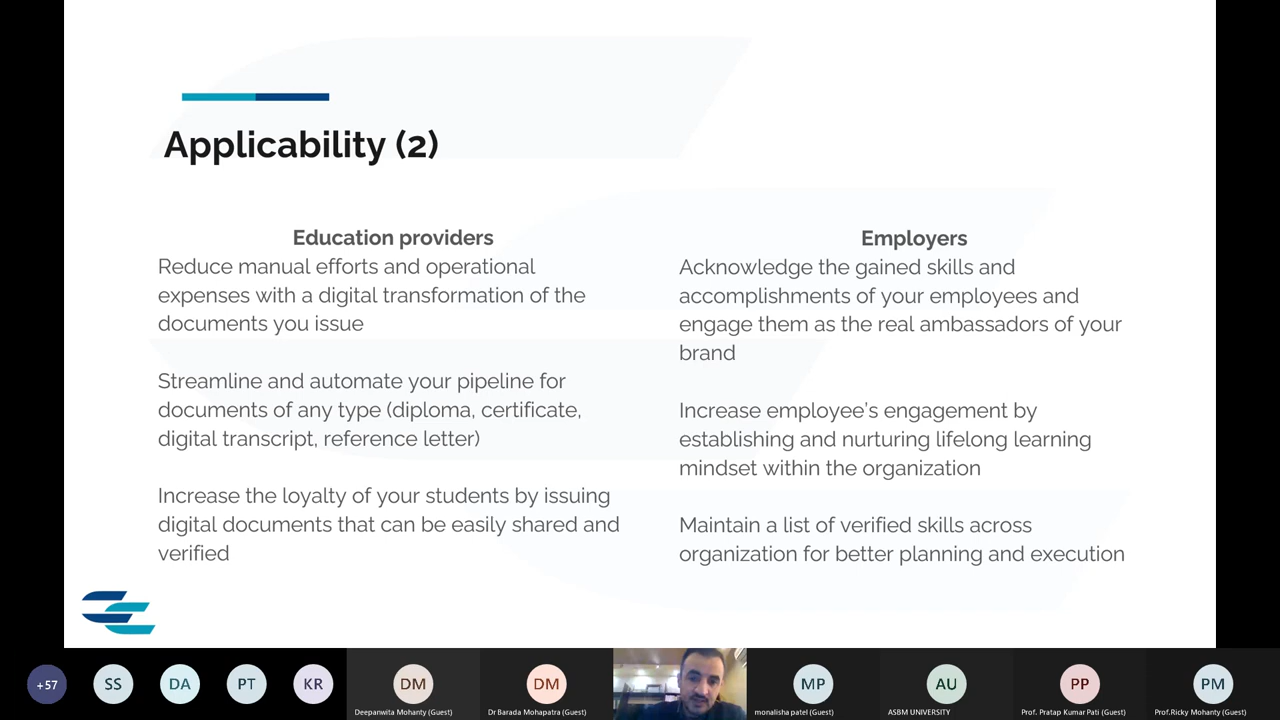 Applicability (2)
Education providers
Reduce manual efforts and operational
expenses with a digital transformation of the
documents you issue
Streamline and automate your pipeline for
documents of any type (diploma, certificate,
digital transcript, reference letter)
Increase the loyalty of your students by issuing
digital documents that can be easily shared and
verified
Employers
Acknowledge the gained skills and
accomplishments of your employees and
engage them as the real ambassadors of your
brand
Increase employee's engagement by
establishing and nurturing lifelong learning
mindset within the organization
Maintain a list of verified skills across
organization for better planning and execution
+57
SS
DA
PT
KR
DM
Deepanwita Mohanty (Guest)
DM
Dr Barada Mohapatra (Guest)
MP
monalisha patel (Guest)
AU
ASBM UNIVERSITY
PP
Prof. Pratap Kumar Pati (Guest)
PM
Prof.Ricky Mohanty (Guest)